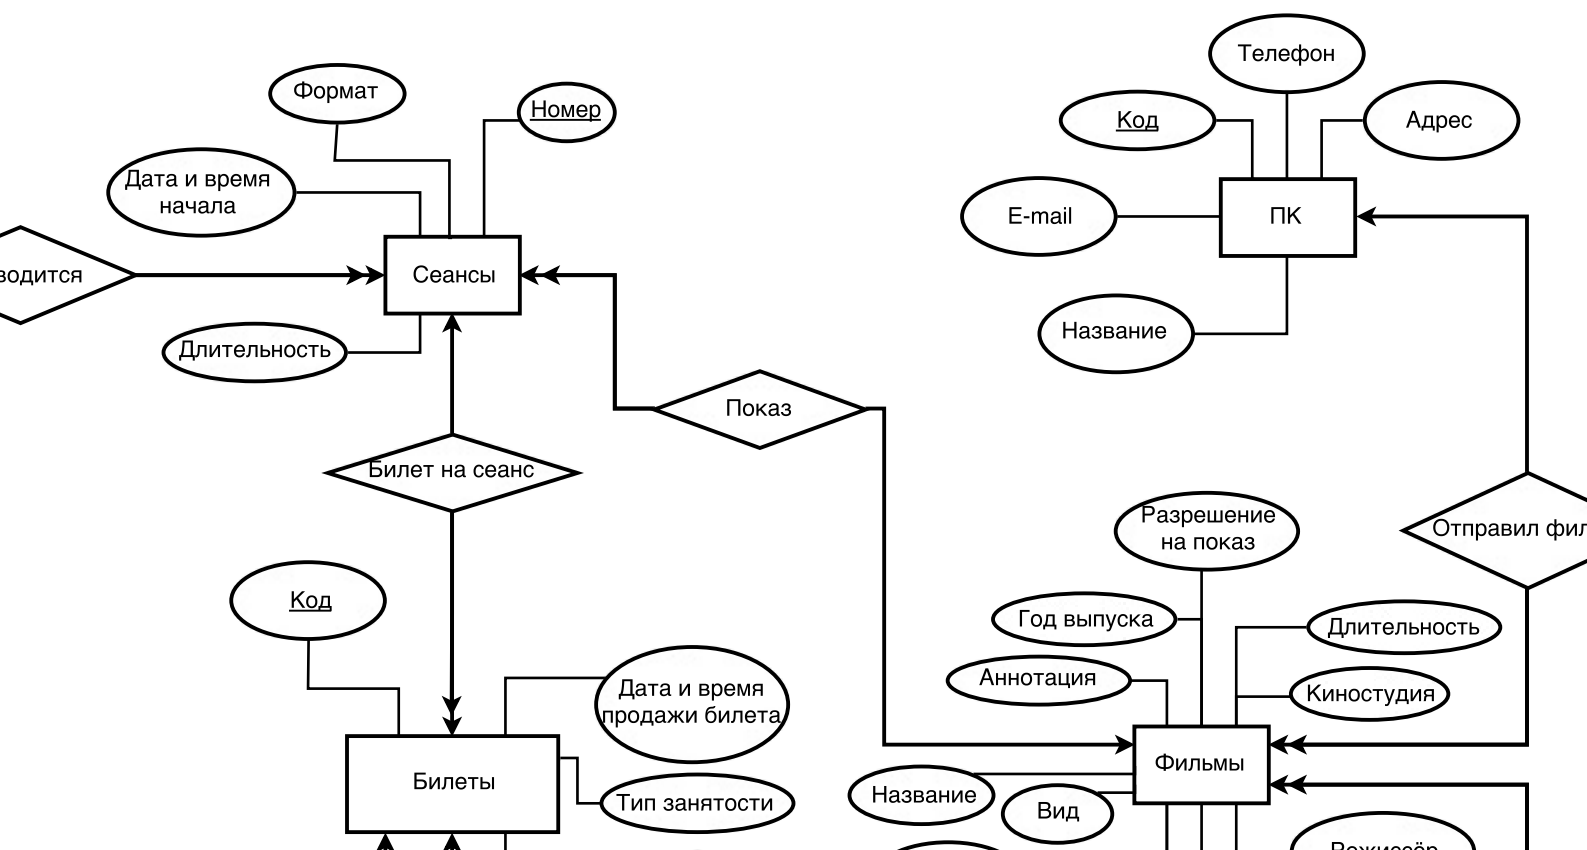 Телефон
Формат
Номер
Код
Адрес
Дата и время
начала
E-mail
ПК
водится
Сеансы
Название
Длительность
Показ
Билет на сеанс
Разрешение
на показ
Отправил фил
Код
Год выпуска
Длительность
Аннотация
Киностудия
Дата и время
продажи билета
Фильмы
Билеты
Тип занятости
Название
Вид
Режиссёр